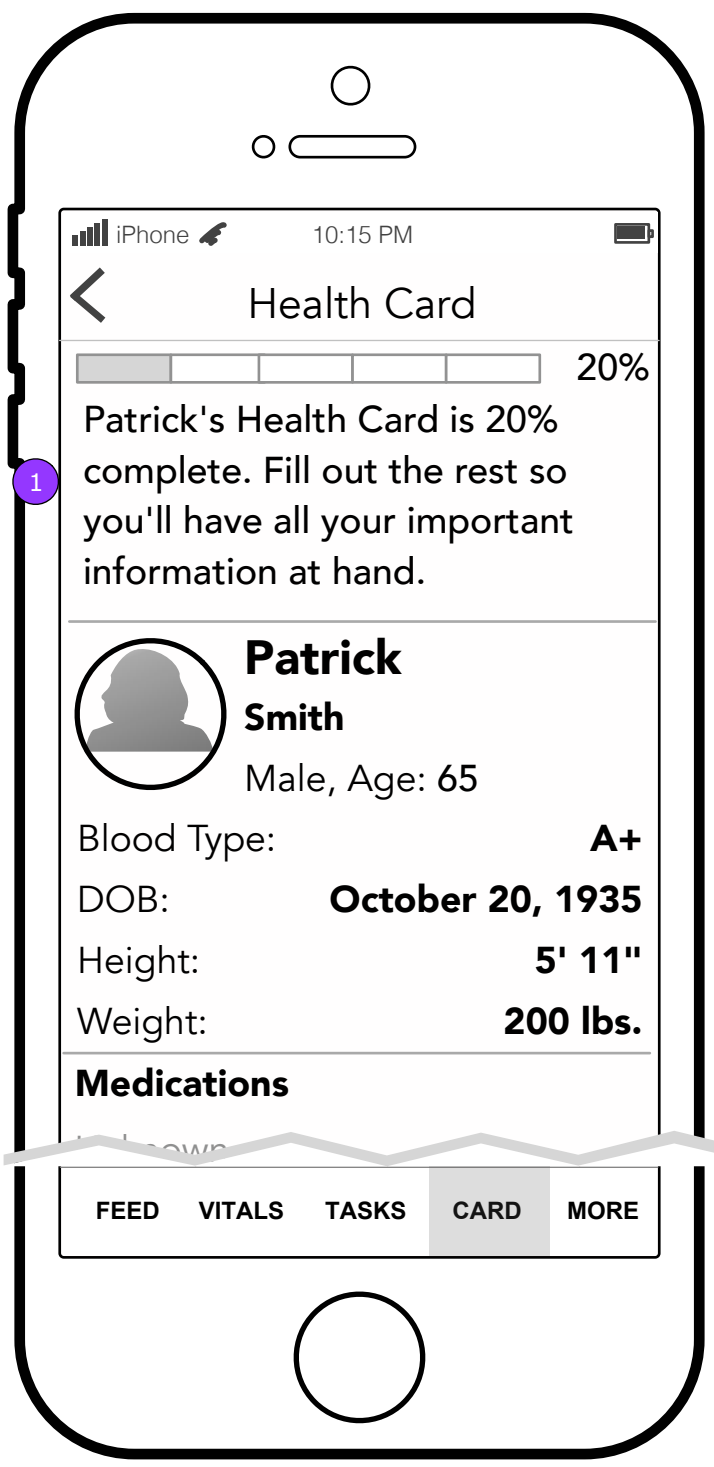 iPhone 10:15 PM
Health Card
20%
Patrick's Health Card is 20%
complete. Fill out the rest so
you'll have all your important
information at hand.
1
Patrick
Smith
Male, Age: 65
Blood Type: A+
DOB: October 20, 1935
Height: 5' 11"
Weight: 200 lbs.
Medications
FEED VITALS TASKS CARD MORE